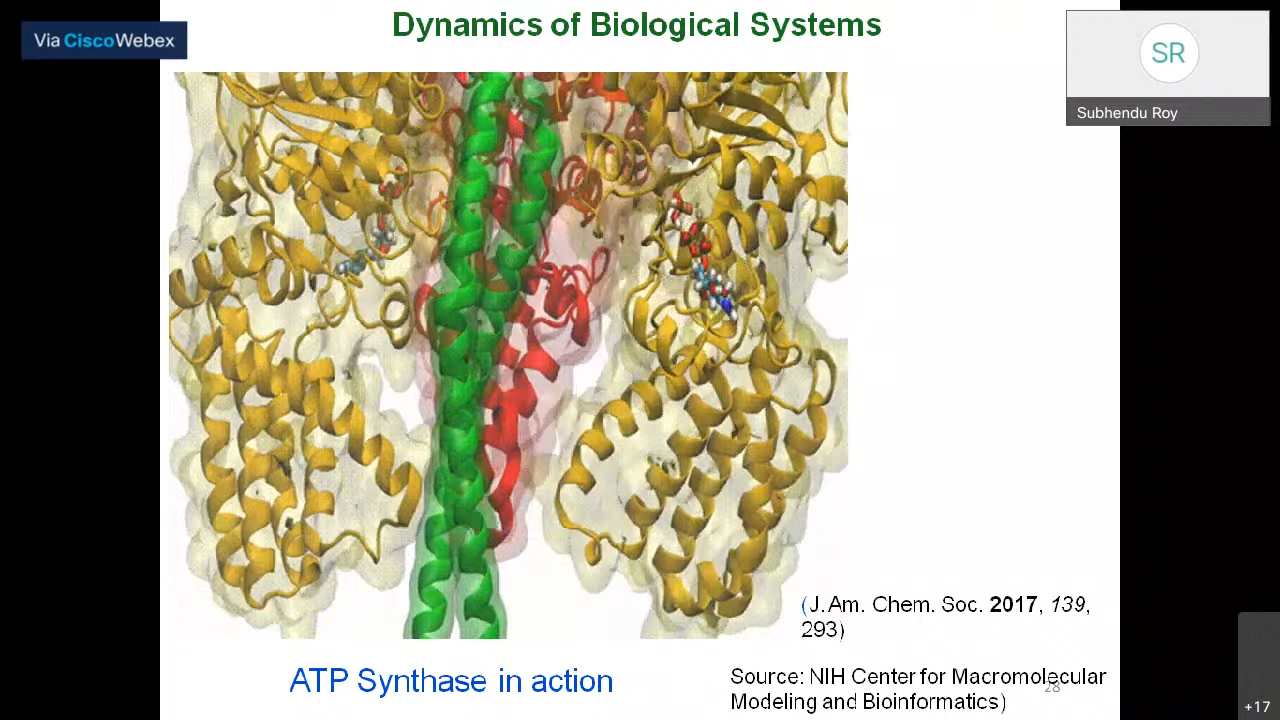 Dynamics of Biological Systems
Via CiscoWebex
SR
Subhendu Roy
(J. Am. Chem. Soc. 2017, 139,
293)
ATP Synthase in action
Source: NIH Center for Macromolecular
Modeling and Bioinformatics)
28
+17